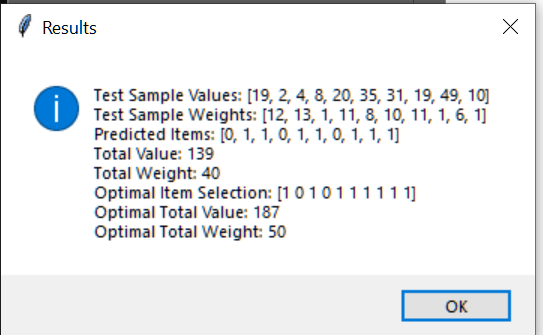 Results
Test Sample Values: [19, 2, 4, 8, 20, 35, 31, 19, 49, 10]
Test Sample Weights: [12, 13, 1, 11, 8, 10, 11, 1, 6, 1]
Predicted Items: [0, 1, 1, 0, 1, 1, 0, 1, 1, 1]
Total Value: 139
Total Weight: 40
Optimal Item Selection: [1 0 1 0 1 1 1 1 1 1]
Optimal Total Value: 187
Optimal Total Weight: 50
OK